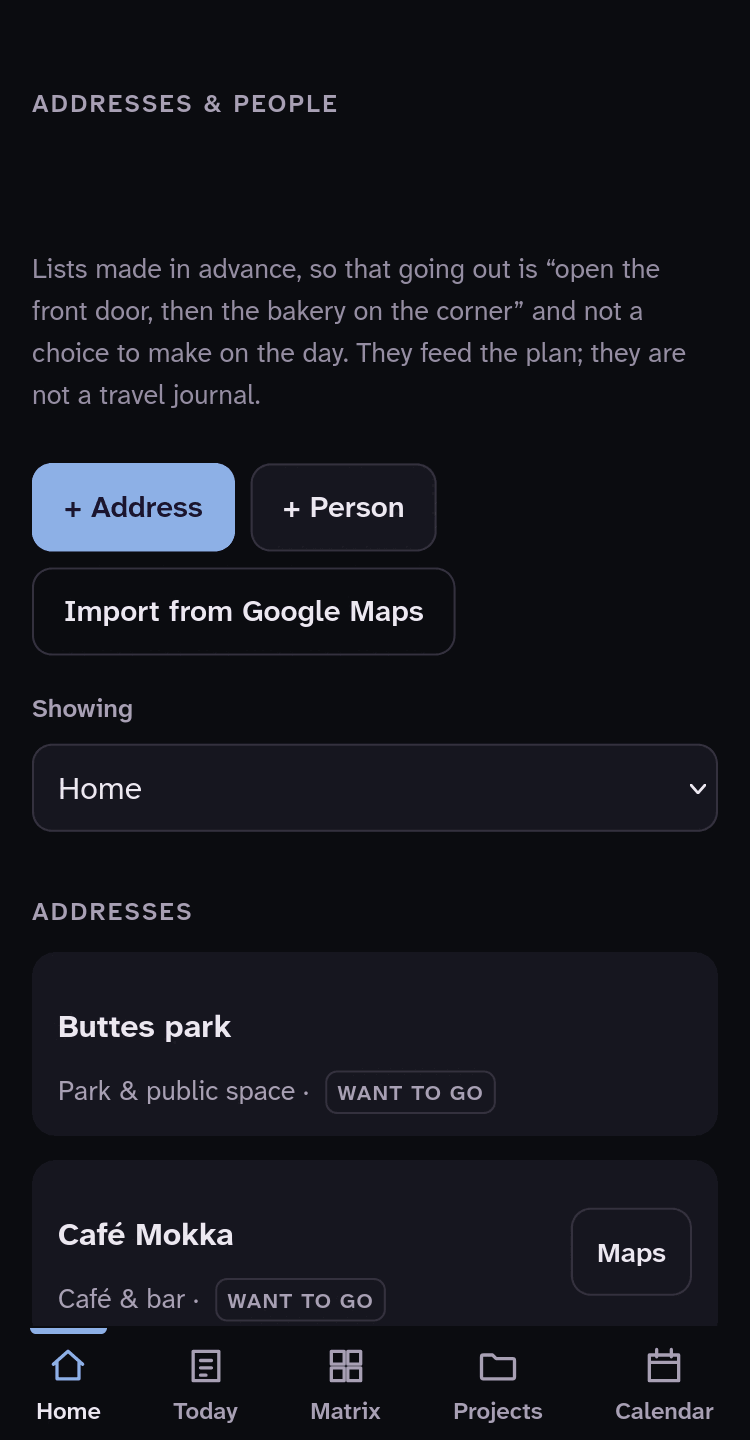 ADDRESSES & PEOPLE
Lists made in advance, so that going out is “open the
front door, then the bakery on the corner” and not a
choice to make on the day. They feed the plan; they are
not a travel journal.
+ Address
+ Person
Import from Google Maps
Showing
Home
ADDRESSES
Buttes park
Park & public space · WANT TO GO
Café Mokka
Maps
Café & bar · WANT TO GO
Home
Today
Matrix
Projects
Calendar